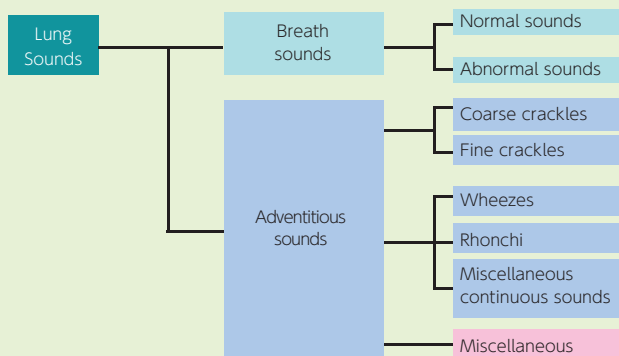 Lung
Sounds
Breath
sounds
Normal sounds
Abnormal sounds
Adventitious
sounds
Coarse crackles
Fine crackles
Wheezes
Rhonchi
Miscellaneous
continuous sounds
Miscellaneous